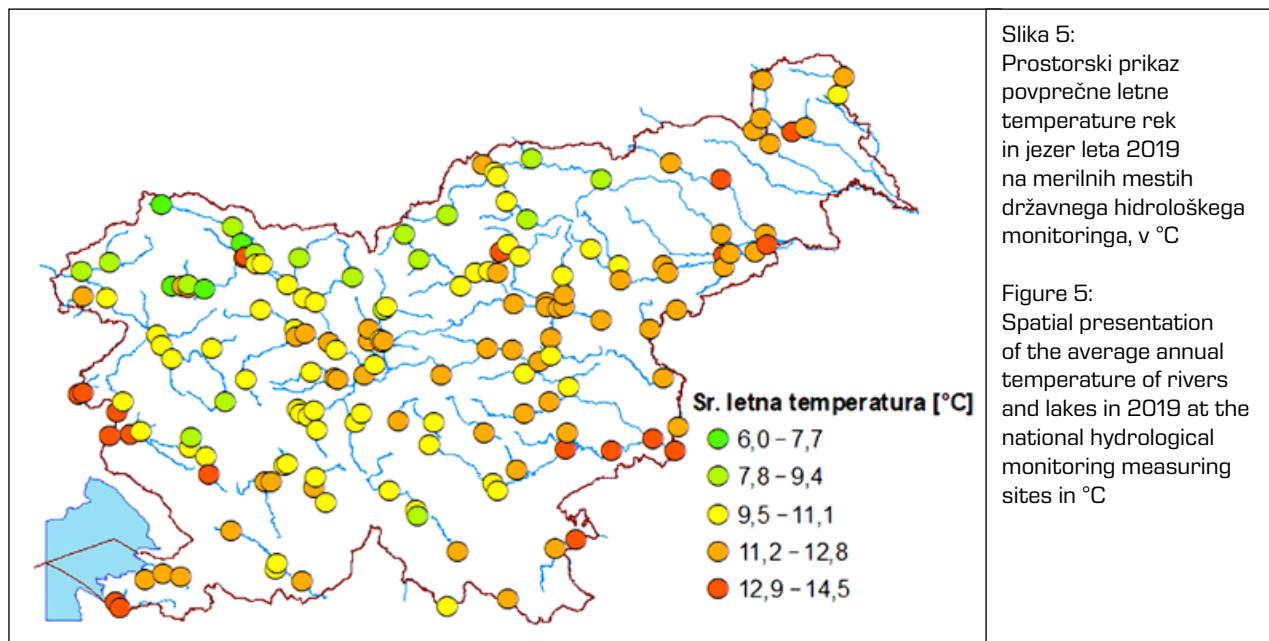 Slika 5:
Prostorski prikaz
povprečne letne
temperature rek
in jezer leta 2019
na merilnih mestih
državnega hidrološkega
monitoringa, v °C
Figure 5:
Spatial presentation
of the average annual
temperature of rivers
and lakes in 2019 at the
national hydrological
monitoring measuring
sites in °C
Sr. letna temperatura [°C]
6,0 – 7,7
7,8 – 9,4
9,5 – 11,1
11,2 – 12,8
12,9 – 14,5